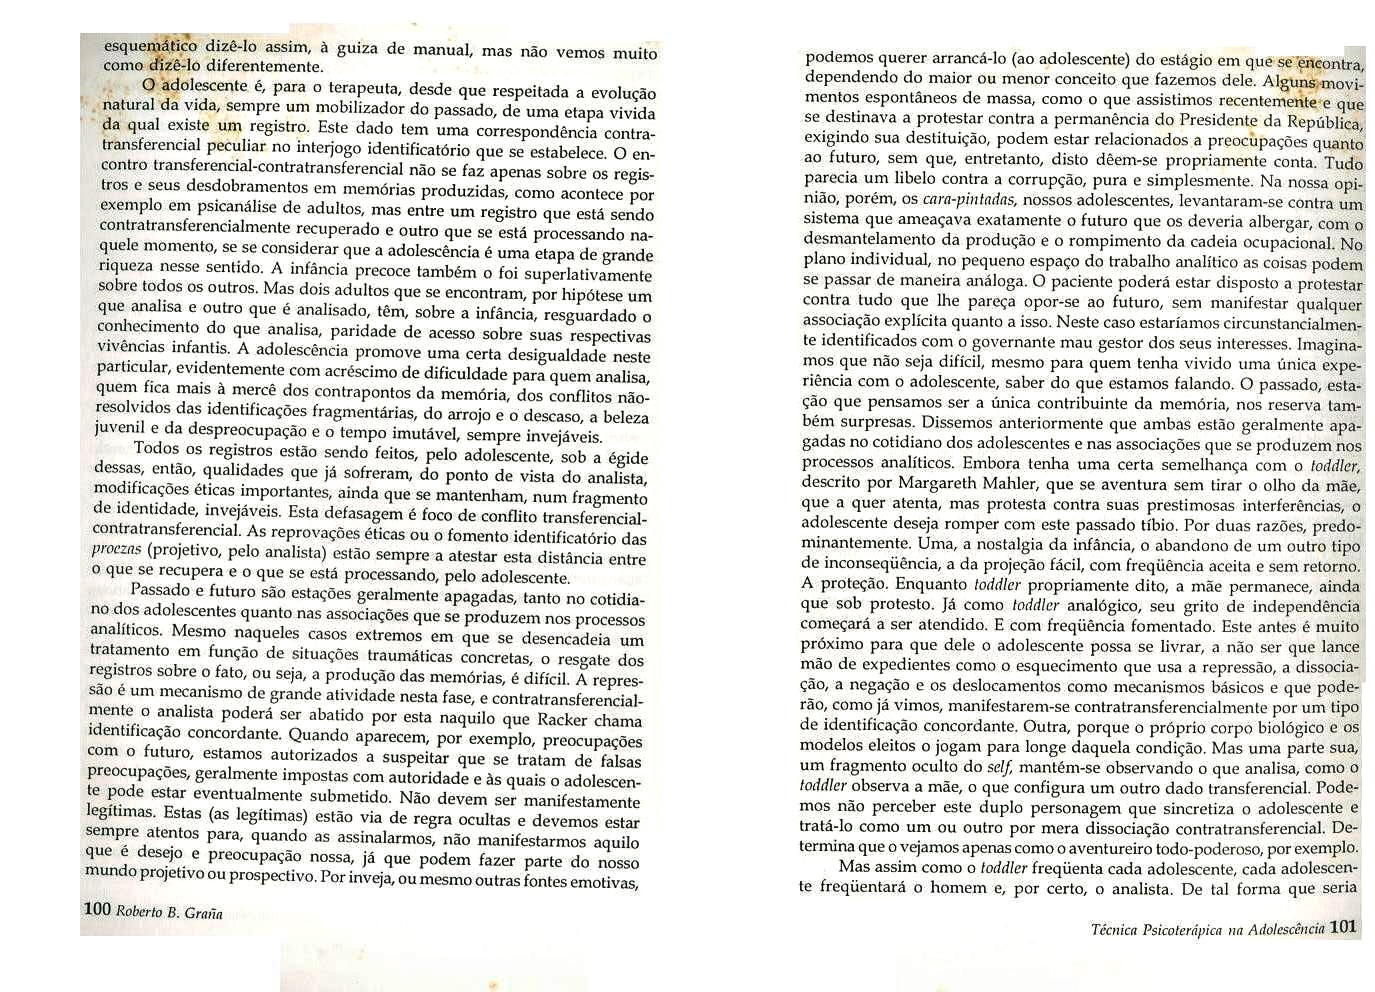 esquemático dizê-lo assim, à guiza de manual, mas não vemos muito
como dizê-lo diferentemente.
O adolescente é, para o terapeuta, desde que respeitada a evolução
natural da vida, sempre um mobilizador do passado, de uma etapa vivida
da qual existe um registro. Este dado tem uma correspondência contra-
transferencial peculiar no interjogo identificatório que se estabelece. O en-
contro transferencial-contratransferencial não se faz apenas sobre os regis-
tros e seus desdobramentos em memórias produzidas, como acontece por
exemplo em psicanálise de adultos, mas entre um registro que está sendo
contratransferencialmente recuperado e outro que se está processando na-
quele momento, se se considerar que a adolescência é uma etapa de grande
riqueza nesse sentido. A infância precoce também o foi superlativamente
sobre todos os outros. Mas dois adultos que se encontram, por hipótese um
que analisa e outro que é analisado, têm, sobre a infância, resguardado o
conhecimento do que analisa, paridade de acesso sobre suas respectivas
vivências infantis. A adolescência promove uma certa desigualdade neste
particular, evidentemente com acréscimo de dificuldade para quem analisa,
quem fica mais à mercê dos contrapontos da memória, dos conflitos não-
resolvidos das identificações fragmentárias, do arrojo e o descaso, a beleza
juvenil e da despreocupação e o tempo imutável, sempre invejáveis.
Todos os registros estão sendo feitos, pelo adolescente, sob a égide
dessas, então, qualidades que já sofreram, do ponto de vista do analista,
modificações éticas importantes, ainda que se mantenham, num fragmento
de identidade, invejáveis. Esta defasagem é foco de conflito transferencial-
contratransferencial. As reprovações éticas ou o fomento identificatório das
proezas (projetivo, pelo analista) estão sempre a atestar esta distância entre
o que se recupera e o que se está processando, pelo adolescente.
Passado e futuro são estações geralmente apagadas, tanto no cotidia-
no dos adolescentes quanto nas associações que se produzem nos processos
analíticos. Mesmo naqueles casos extremos em que se desencadeia um
tratamento em função de situações traumáticas concretas, o resgate dos
registros sobre o fato, ou seja, a produção das memórias, é difícil. A repres-
são é um mecanismo de grande atividade nesta fase, e contratransferencial-
mente o analista poderá ser abatido por esta naquilo que Racker chama
identificação concordante. Quando aparecem, por exemplo, preocupações
com o futuro, estamos autorizados a suspeitar que se tratam de falsas
preocupações, geralmente impostas com autoridade e às quais o adolescen-
te pode estar eventualmente submetido. Não devem ser manifestamente
legítimas. Estas (as legítimas) estão via de regra ocultas e devemos estar
sempre atentos para, quando as assinalarmos, não manifestarmos aquilo
que é desejo e preocupação nossa, já que podem fazer parte do nosso
mundo projetivo ou prospectivo. Por inveja, ou mesmo outras fontes emotivas,
100 Roberto B. Graña
podemos querer arrancá-lo (ao adolescente) do estágio em que se encontra,
dependendo do maior ou menor conceito que fazemos dele. Alguns movi-
mentos espontâneos de massa, como o que assistimos recentemente e que
se destinava a protestar contra a permanência do Presidente da República,
exigindo sua destituição, podem estar relacionados a preocupações quanto
ao futuro, sem que, entretanto, disto dêem-se propriamente conta. Tudo
parecia um libelo contra a corrupção, pura e simplesmente. Na nossa opi-
nião, porém, os cara-pintadas, nossos adolescentes, levantaram-se contra um
sistema que ameaçava exatamente o futuro que os deveria albergar, com o
desmantelamento da produção e o rompimento da cadeia ocupacional. No
plano individual, no pequeno espaço do trabalho analítico as coisas podem
se passar de maneira análoga. O paciente poderá estar disposto a protestar
contra tudo que lhe pareça opor-se ao futuro, sem manifestar qualquer
associação explícita quanto a isso. Neste caso estaríamos circunstancialmen-
te identificados com o governante mau gestor dos seus interesses. Imagina-
mos que não seja difícil, mesmo para quem tenha vivido uma única expe-
riência com o adolescente, saber do que estamos falando. O passado, esta-
ção que pensamos ser a única contribuinte da memória, nos reserva tam-
bém surpresas. Dissemos anteriormente que ambas estão geralmente apa-
gadas no cotidiano dos adolescentes e nas associações que se produzem nos
processos analíticos. Embora tenha uma certa semelhança com o toddler,
descrito por Margareth Mahler, que se aventura sem tirar o olho da mãe,
que a quer atenta, mas protesta contra suas prestimosas interferências, o
adolescente deseja romper com este passado tíbio. Por duas razões, predo-
minantemente. Uma, a nostalgia da infância, o abandono de um outro tipo
de inconseqüência, a da projeção fácil, com freqüência aceita e sem retorno.
A proteção. Enquanto toddler propriamente dito, a mãe permanece, ainda
que sob protesto. Já como toddler analógico, seu grito de independência
começará a ser atendido. E com freqüência fomentado. Este antes é muito
próximo para que dele o adolescente possa se livrar, a não ser que lance
mão de expedientes como o esquecimento que usa a repressão, a dissocia-
ção, a negação e os deslocamentos como mecanismos básicos e que pode-
rão, como já vimos, manifestarem-se contratransferencialmente por um tipo
de identificação concordante. Outra, porque o próprio corpo biológico e os
modelos eleitos o jogam para longe daquela condição. Mas uma parte sua,
um fragmento oculto do self, mantém-se observando o que analisa, como o
toddler observa a mãe, o que configura um outro dado transferencial. Pode-
mos não perceber este duplo personagem que sincretiza o adolescente e
tratá-lo como um ou outro por mera dissociação contratransferencial. De-
termina que o vejamos apenas como o aventureiro todo-poderoso, por exemplo.
Mas assim como o toddler freqüenta cada adolescente, cada adolescen-
te freqüentará o homem e, por certo, o analista. De tal forma que seria
Técnica Psicoterápica na Adolescência 101